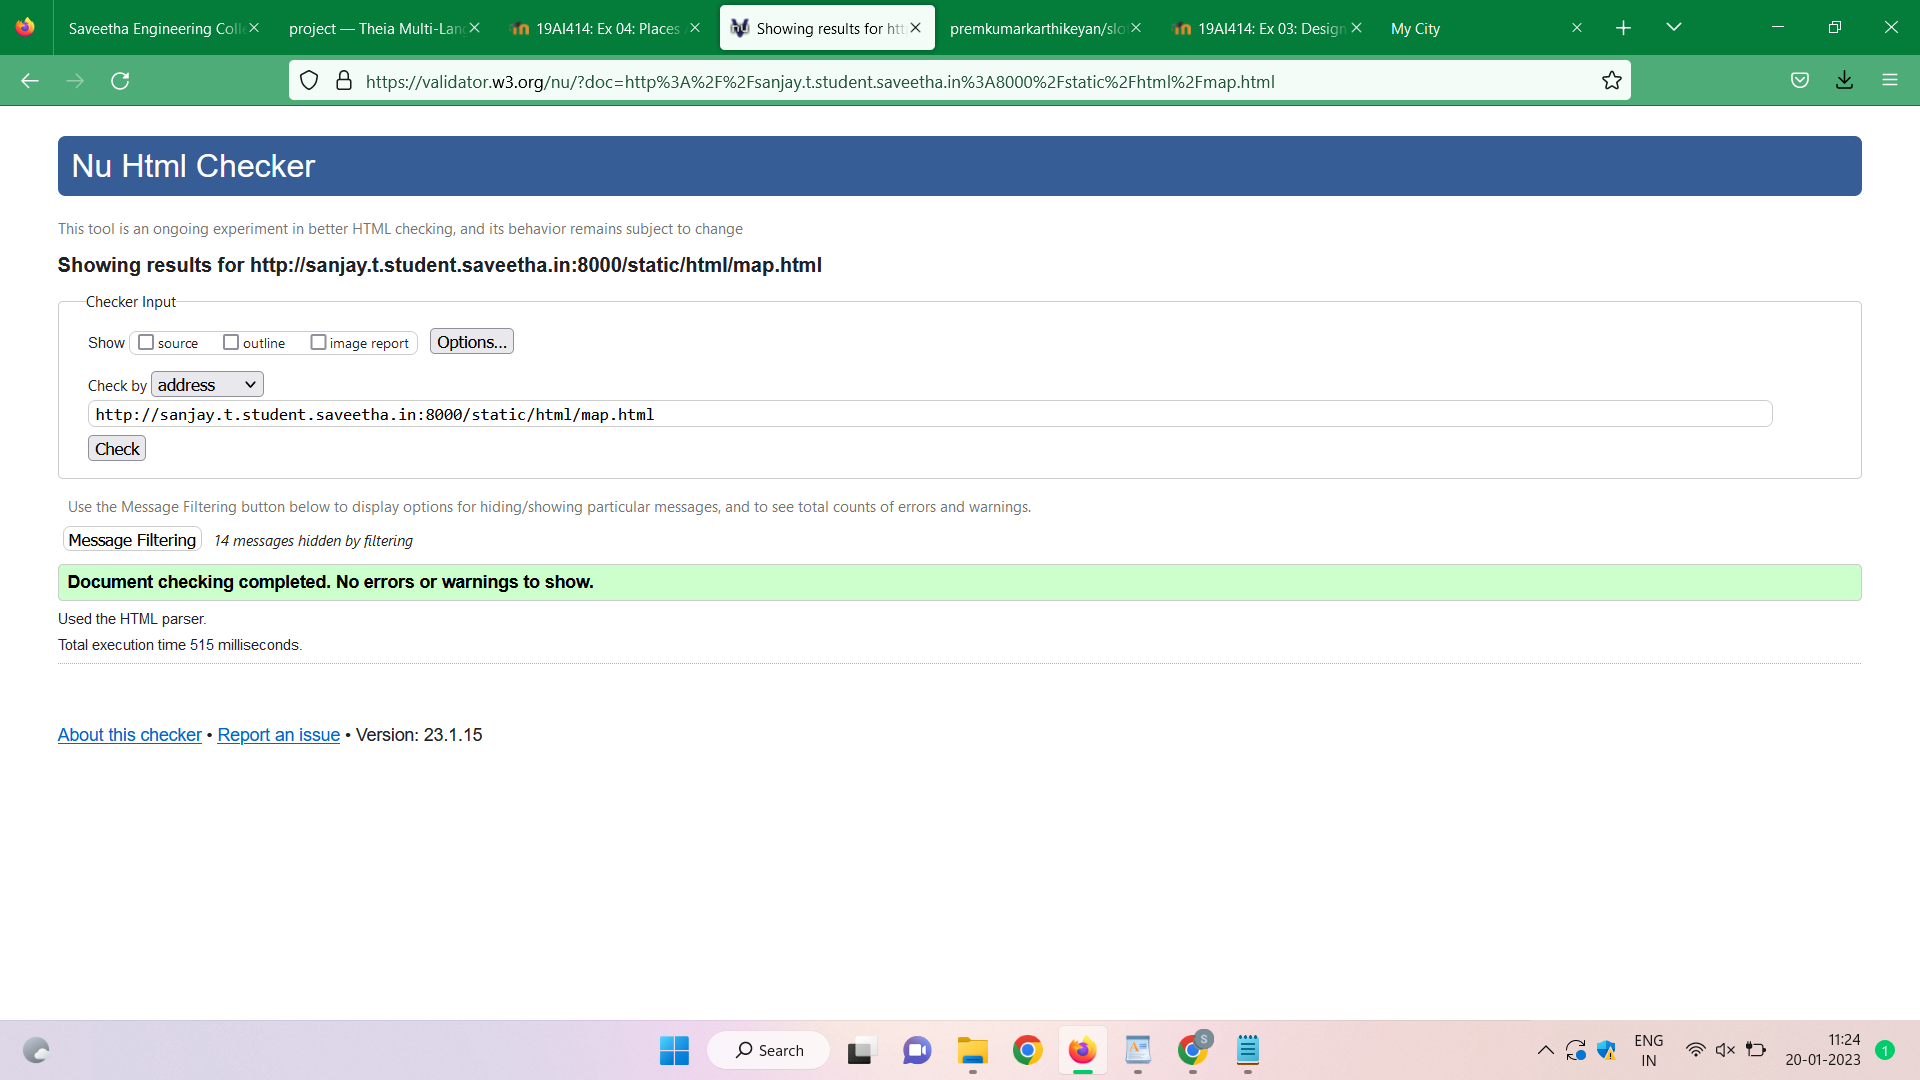 Saveetha Engineering Coll
project — Theia Multi-Lang
19AI414: Ex 04: Places
Showing results for htt
premkumarkarthikeyan/slo
19AI414: Ex 03: Design
My City
https://validator.w3.org/nu/?doc=http%3A%2F%2Fsanjay.t.student.saveetha.in%3A8000%2Fstatic%2Fhtml%2Fmap.html
Nu Html Checker
This tool is an ongoing experiment in better HTML checking, and its behavior remains subject to change
Showing results for http://sanjay.t.student.saveetha.in:8000/static/html/map.html
Checker Input
Show source outline image report Options...
Check by address
http://sanjay.t.student.saveetha.in:8000/static/html/map.html
Check
Use the Message Filtering button below to display options for hiding/showing particular messages, and to see total counts of errors and warnings.
Message Filtering 14 messages hidden by filtering
Document checking completed. No errors or warnings to show.
Used the HTML parser.
Total execution time 515 milliseconds.
About this checker • Report an issue • Version: 23.1.15
Search
S
ENG
IN
11:24
20-01-2023
1